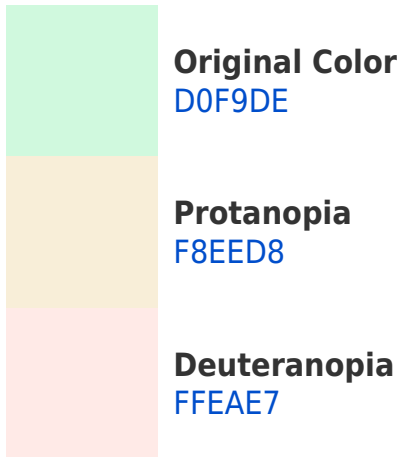 Original Color
D0F9DE
Protanopia
F8EED8
Deuteranopia
FFEAE7